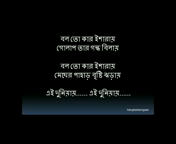 বল তো কার ইশারায়
গোলাপ তার গন্ধ বিলায়
বল তো কার ইশারায়
মেঘের পাহাড় বৃষ্টি ঝড়ায়
এই দুনিয়ায়...... এই দুনিয়ায়......